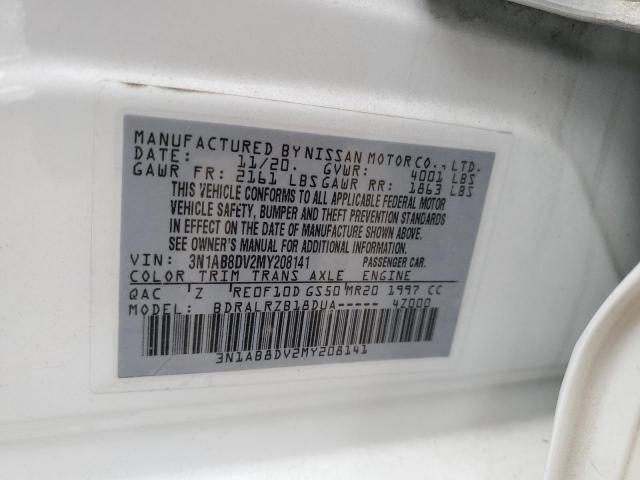 MANUFACTURED BY NISSAN MOTOR CO., LTD.
DATE: 11/20. GVWR: 4001 LBS
GAWR FR: 2161 LBS GAWR RR: 1863 LBS
THIS VEHICLE CONFORMS TO ALL APPLICABLE FEDERAL MOTOR
VEHICLE SAFETY, BUMPER AND THEFT PREVENTION STANDARDS
IN EFFECT ON THE DATE OF MANUFACTURE SHOWN ABOVE.
SEE OWNER'S MANUAL FOR ADDITIONAL INFORMATION.
VIN: 3N1AB8DV2MY208141 PASSENGER CAR.
COLOR TRIM TRANS AXLE ENGINE
QAC Z RE0F10D GS50 MR20 1997 CC
MODEL: BDRALRZB18DUA----- 4Z000
3N1AB8DV2MY208141